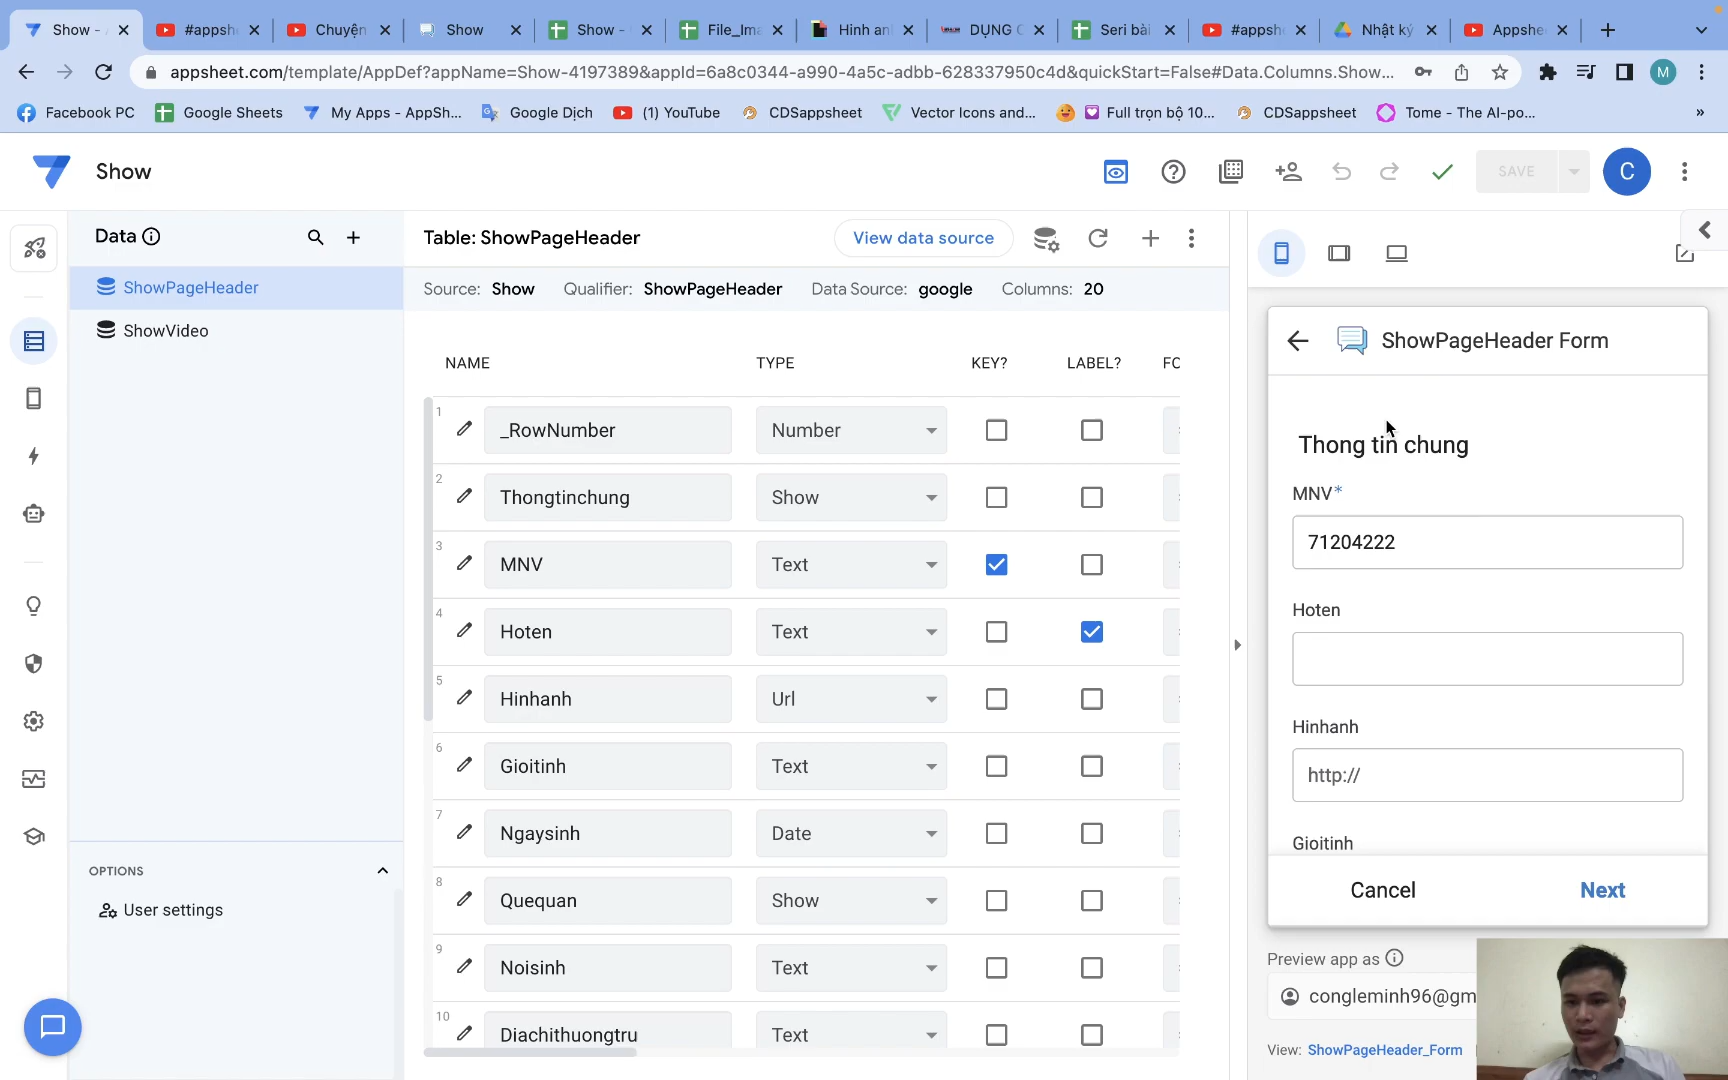 Show - 
#appsh
Chuyện
Show
Show -
File_Ima
Hình an
DỤNG C
Seri bài
#appsh
Nhật ký
Appshe
appsheet.com/template/AppDef?appName=Show-4197389&appId=6a8c0344-a990-4a5c-adbb-628337950c4d&quickStart=False#Data.Columns.Show...
M
Facebook PC
Google Sheets
My Apps - AppSh...
Google Dịch
(1) YouTube
CDSappsheet
Vector Icons and...
Full trọn bộ 10...
CDSappsheet
Tome - The AI-po...
»
Show
SAVE
C
Data
Table: ShowPageHeader
View data source
ShowPageHeader
Source: Show
Qualifier: ShowPageHeader
Data Source: google
Columns: 20
ShowVideo
NAME
TYPE
KEY?
LABEL?
FO
1
_RowNumber
Number
2
Thongtinchung
Show
3
MNV
Text
4
Hoten
Text
5
Hinhanh
Url
6
Gioitinh
Text
7
Ngaysinh
Date
8
Quequan
Show
9
Noisinh
Text
10
Diachithuongtru
Text
OPTIONS
User settings
ShowPageHeader Form
Thong tin chung
MNV*
71204222
Hoten
Hinhanh
http://
Gioitinh
Cancel
Next
Preview app as
congleminh96@gm
View: ShowPageHeader_Form